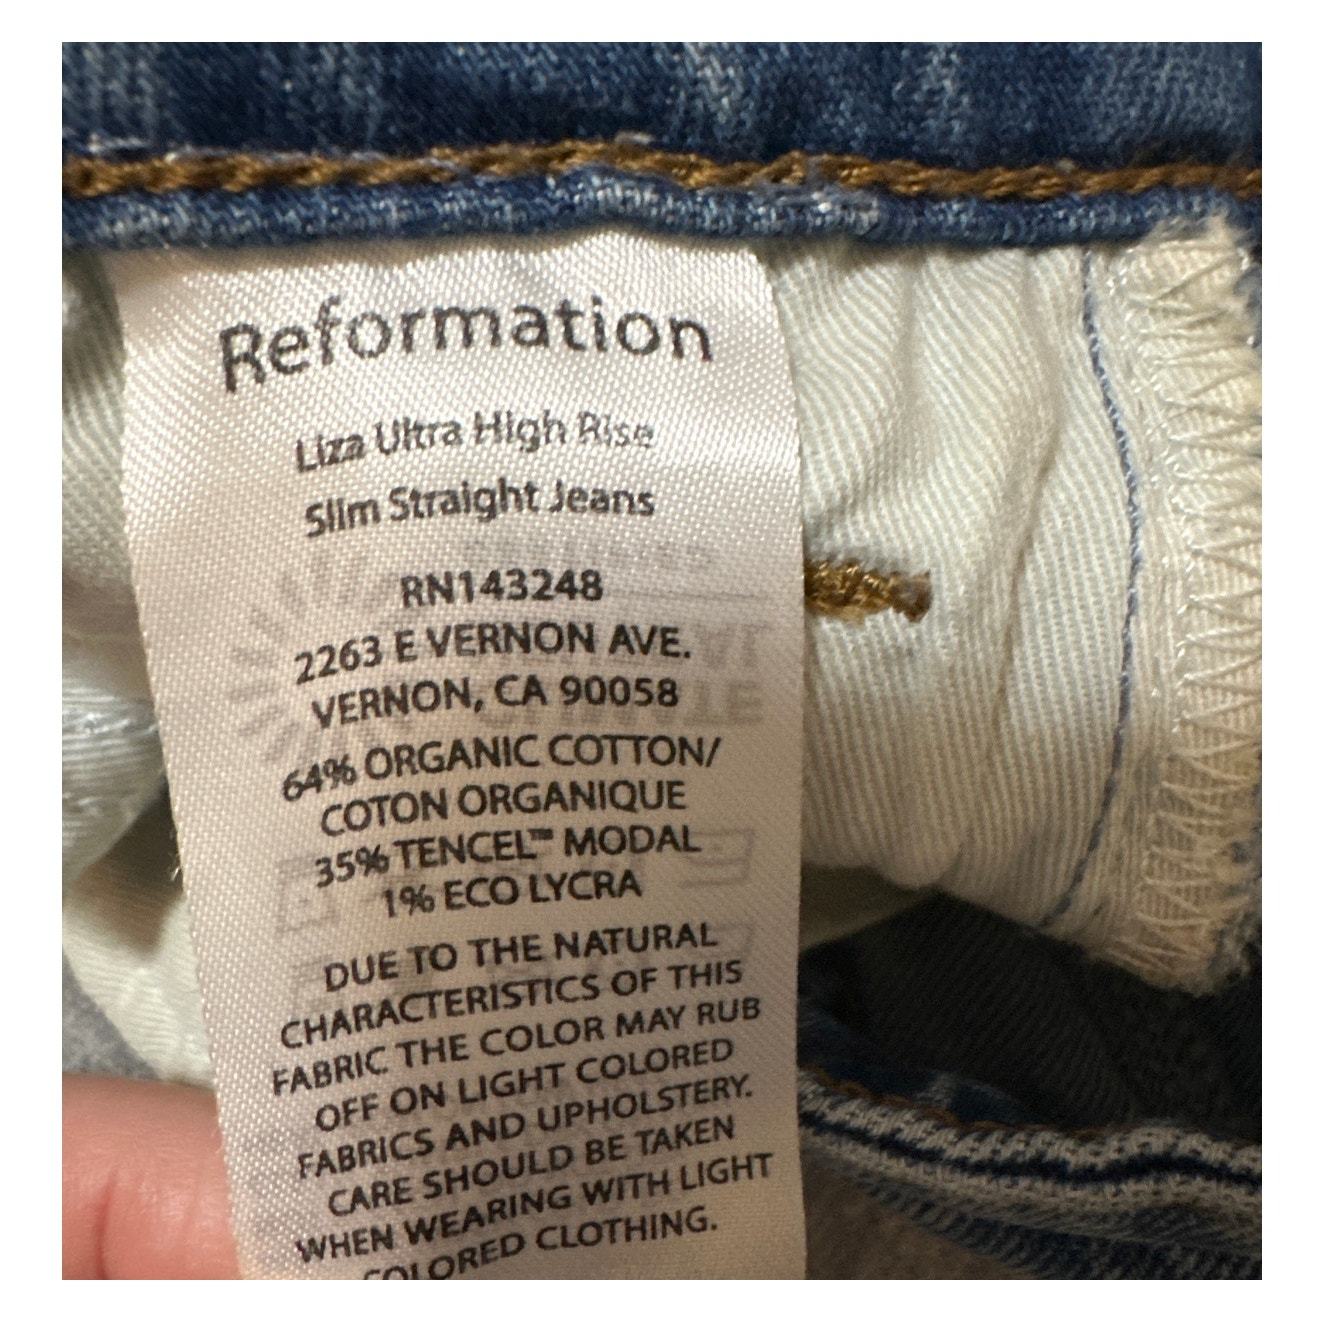 Reformation
Liza Ultra High Rise
Slim Straight Jeans
RN143248
2263 E VERNON AVE.
VERNON, CA 90058
64% ORGANIC COTTON/
COTON ORGANIQUE
35% TENCEL™ MODAL
1% ECO LYCRA
DUE TO THE NATURAL
CHARACTERISTICS OF THIS
FABRIC THE COLOR MAY RUB
OFF ON LIGHT COLORED
FABRICS AND UPHOLSTERY.
CARE SHOULD BE TAKEN
WHEN WEARING WITH LIGHT
COLORED CLOTHING.